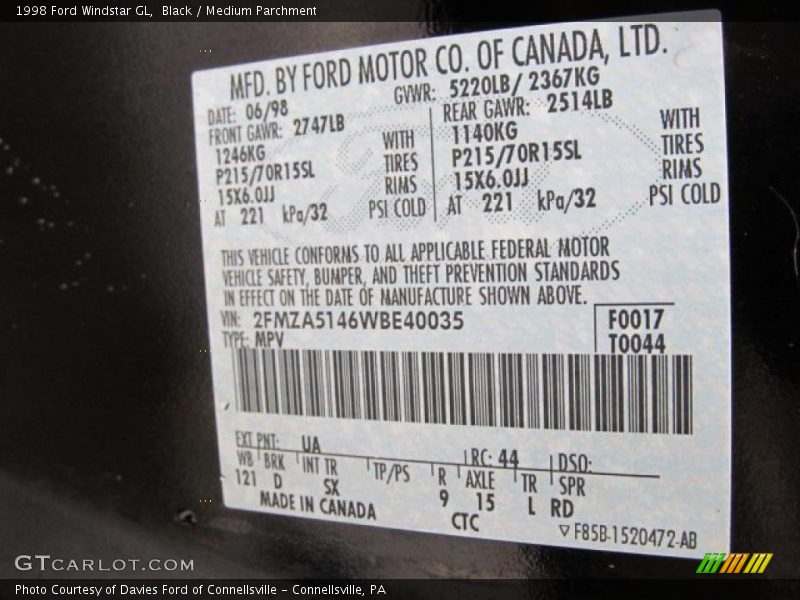 1998 Ford Windstar GL, Black / Medium Parchment
MFD. BY FORD MOTOR CO. OF CANADA, LTD.
DATE: 06/98 GVWR: 5220LB/ 2367KG
FRONT GAWR: 2747LB REAR GAWR: 2514LB
1246KG WITH 1140KG WITH
P215/70R15SL TIRES P215/70R15SL TIRES
15X6.0JJ RIMS 15X6.0JJ RIMS
AT 221 kPa/32 PSI COLD AT 221 kPa/32 PSI COLD
THIS VEHICLE CONFORMS TO ALL APPLICABLE FEDERAL MOTOR
VEHICLE SAFETY, BUMPER, AND THEFT PREVENTION STANDARDS
IN EFFECT ON THE DATE OF MANUFACTURE SHOWN ABOVE.
VIN: 2FMZA5146WBE40035 F0017
TYPE: MPV T0044
EXT PNT: UA RC: 44 DSO:
WB BRK INT TR TP/PS R AXLE TR SPR
121 D SX 9 15 L RD
MADE IN CANADA CTC
F85B-1520472-AB
GTCARLOT.COM
Photo Courtesy of Davies Ford of Connellsville - Connellsville, PA